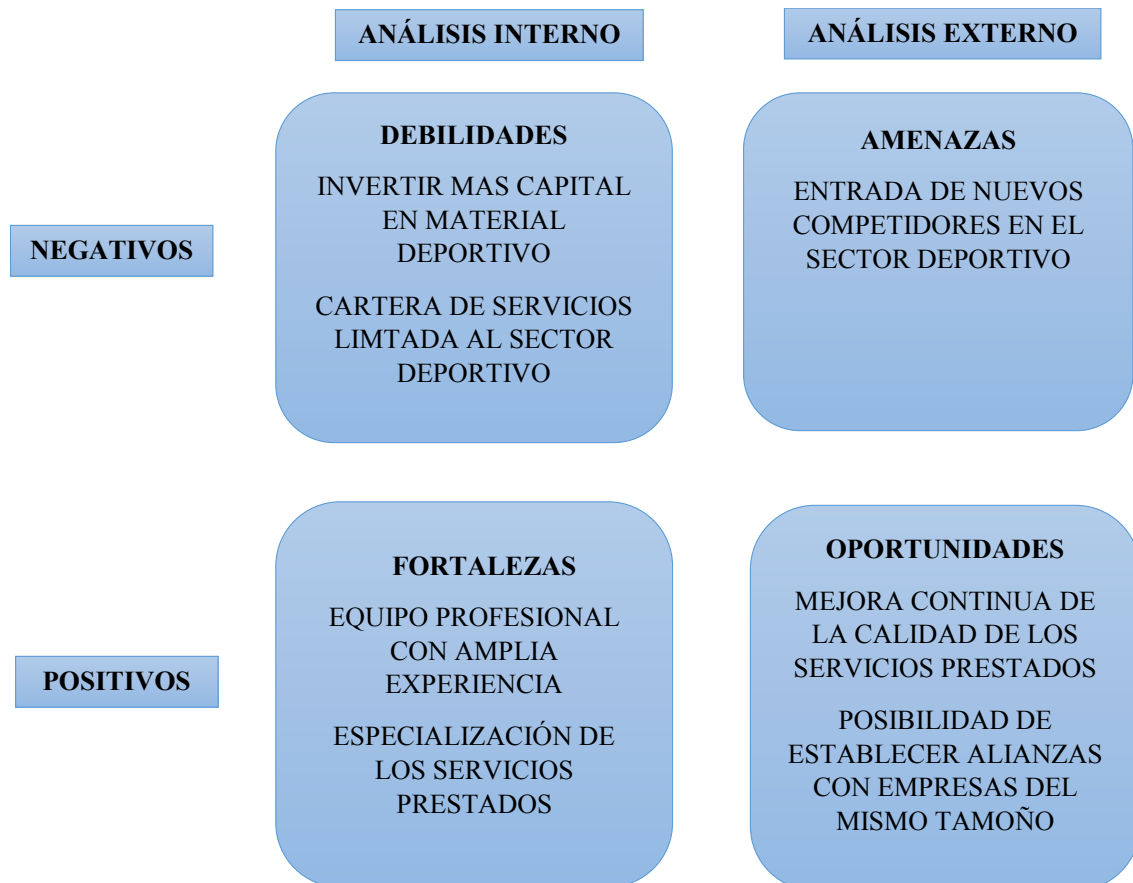 ANÁLISIS INTERNO
ANÁLISIS EXTERNO
NEGATIVOS
DEBILIDADES
INVERTIR MAS CAPITAL
EN MATERIAL
DEPORTIVO
CARTERA DE SERVICIOS
LIMTADA AL SECTOR
DEPORTIVO
AMENAZAS
ENTRADA DE NUEVOS
COMPETIDORES EN EL
SECTOR DEPORTIVO
POSITIVOS
FORTALEZAS
EQUIPO PROFESIONAL
CON AMPLIA
EXPERIENCIA
ESPECIALIZACIÓN DE
LOS SERVICIOS
PRESTADOS
OPORTUNIDADES
MEJORA CONTINUA DE
LA CALIDAD DE LOS
SERVICIOS PRESTADOS
POSIBILIDAD DE
ESTABLECER ALIANZAS
CON EMPRESAS DEL
MISMO TAMOÑO